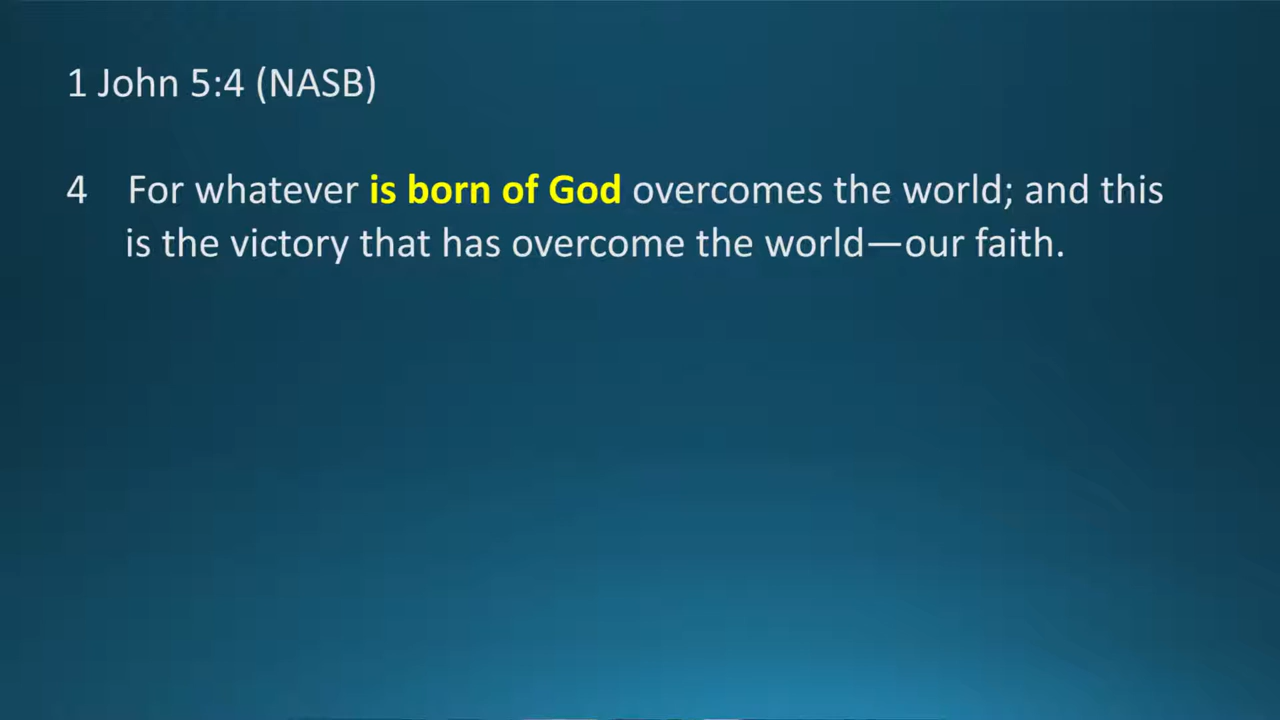 1 John 5:4 (NASB)
4 For whatever is born of God overcomes the world; and this
is the victory that has overcome the world—our faith.